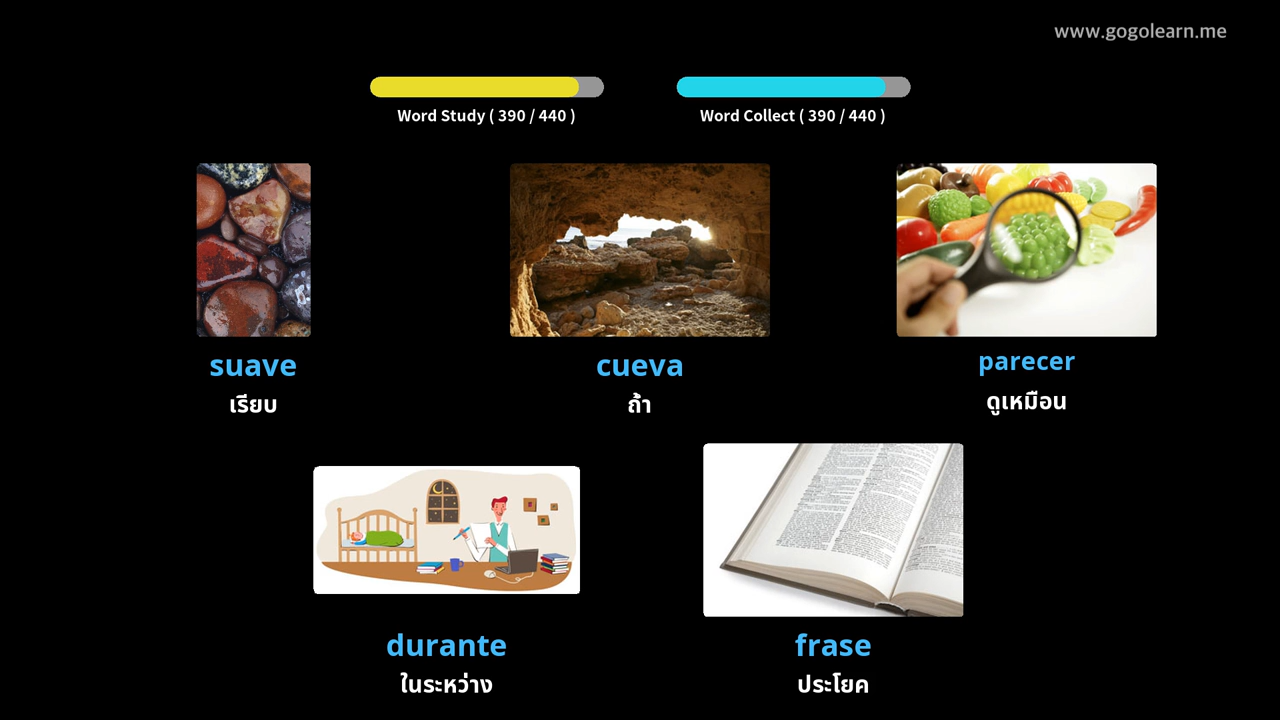 www.gogolearn.me
Word Study ( 390 / 440 )
Word Collect ( 390 / 440 )
suave
เรียบ
cueva
ถ้ำ
parecer
ดูเหมือน
durante
ในระหว่าง
frase
ประโยค